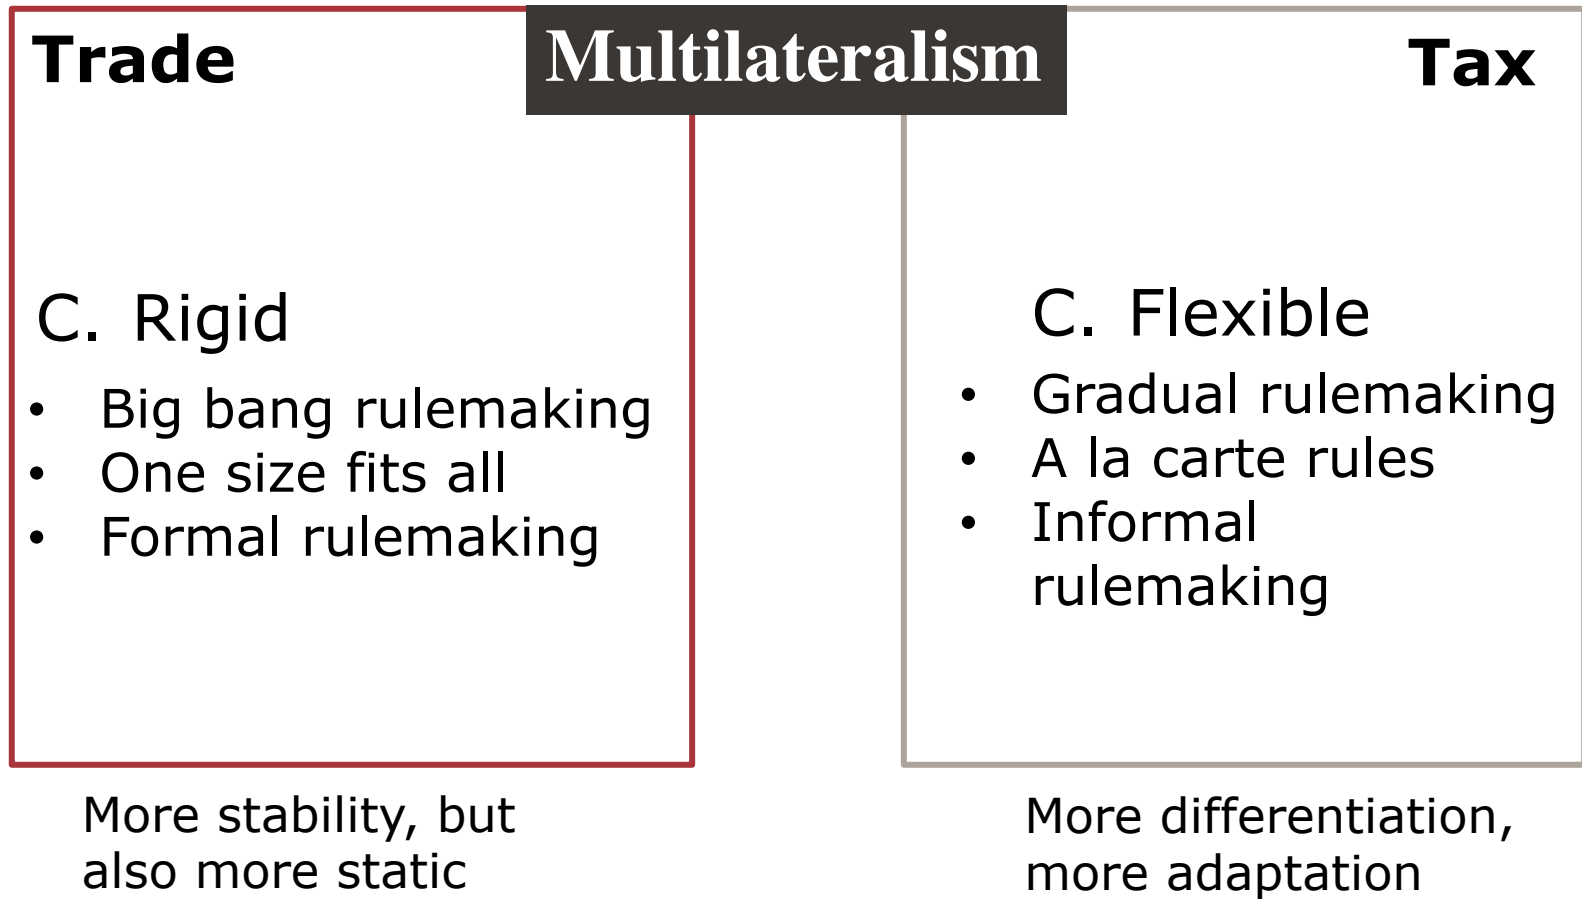 Multilateralism
Trade
C. Rigid
• Big bang rulemaking
• One size fits all
• Formal rulemaking
More stability, but
also more static
Tax
C. Flexible
• Gradual rulemaking
• A la carte rules
• Informal
rulemaking
More differentiation,
more adaptation